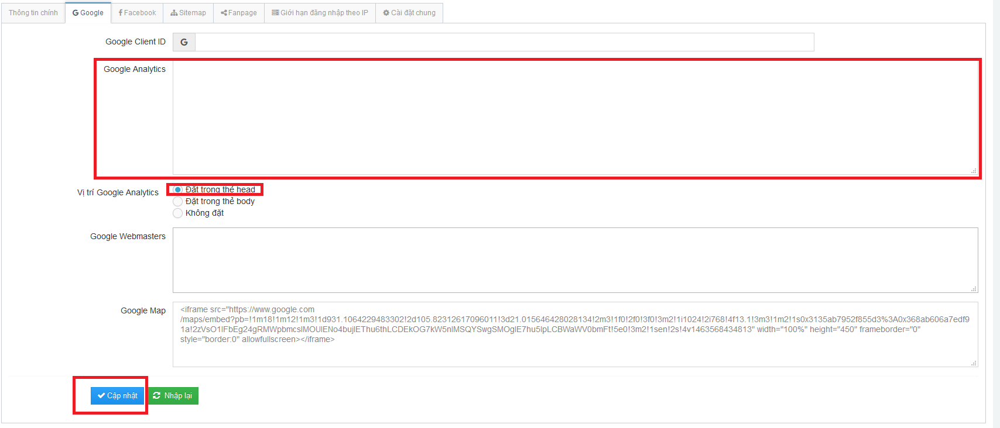 Thông tin chính
Google
Facebook
Sitemap
Fanpage
Giới hạn đăng nhập theo IP
Cài đặt chung
Google Client ID
Google Analytics
Vị trí Google Analytics
Đặt trong thẻ head
Đặt trong thẻ body
Không đặt
Google Webmasters
Google Map
<iframe src="https://www.google.com
/maps/embed?pb=!1m18!1m12!1m3!1d931.1064229483302!2d105.82312617096011!3d21.015646428028134!2m3!1f0!2f0!3f0!3m2!1i1024!2i768!4f13.1!3m3!1m2!1s0x3135ab7952f855d3%3A0x368ab606a7edf9
1a!2zVsO1IFbEg24gRMWpbmcsIMOUIENo4bujIEThu6thLCDEkOG7kW5nIMSQYSwgSMOgIE7hu5lpLCBWaWV0bmFt!5e0!3m2!1sen!2s!4v1463568434813" width="100%" height="450" frameborder="0"
style="border:0" allowfullscreen></iframe>
Cập nhật
Nhập lại